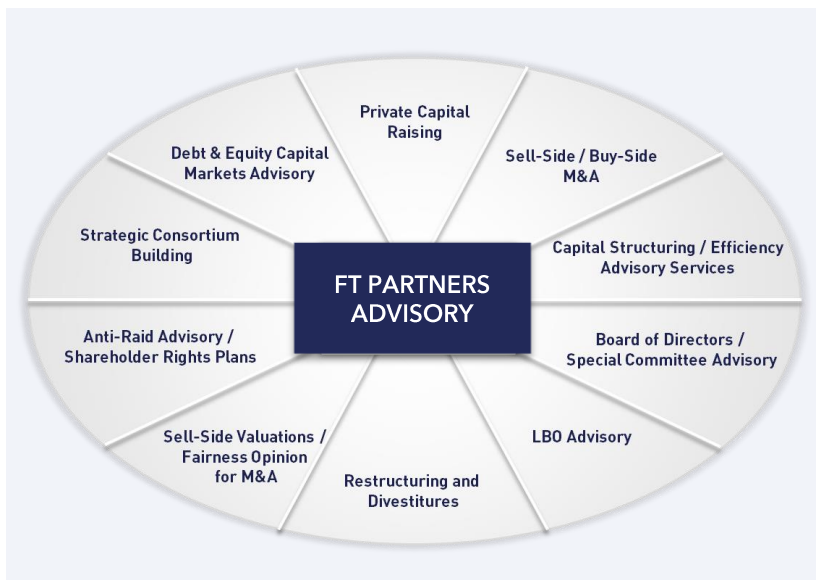 Private Capital
Raising
Sell-Side / Buy-Side
M&A
Capital Structuring / Efficiency
Advisory Services
Board of Directors /
Special Committee Advisory
LBO Advisory
Restructuring and
Divestitures
Sell-Side Valuations /
Fairness Opinion
for M&A
Anti-Raid Advisory /
Shareholder Rights Plans
Strategic Consortium
Building
Debt & Equity Capital
Markets Advisory
FT PARTNERS
ADVISORY